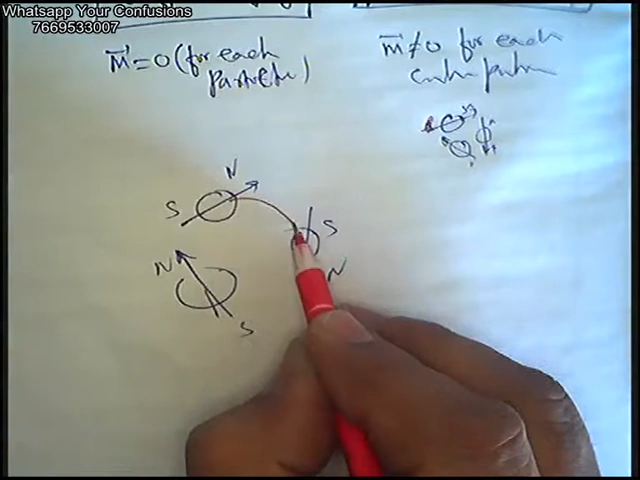 Whatsapp Your Confusions
7669533007
M⃗ = 0 (for each
Particle)
m⃗ ≠ 0 for each
N
S
S
N
N
S